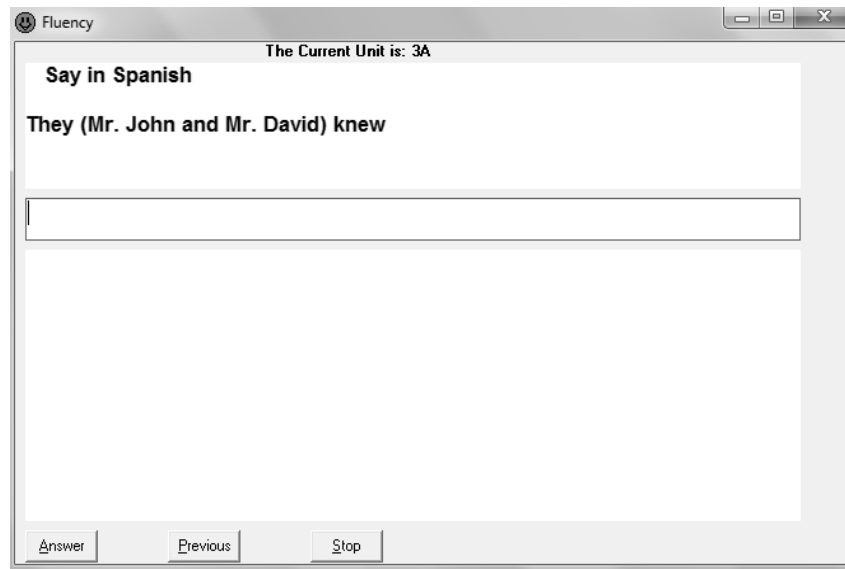 Fluency
The Current Unit is: 3A
Say in Spanish
They (Mr. John and Mr. David) knew
Answer Previous Stop